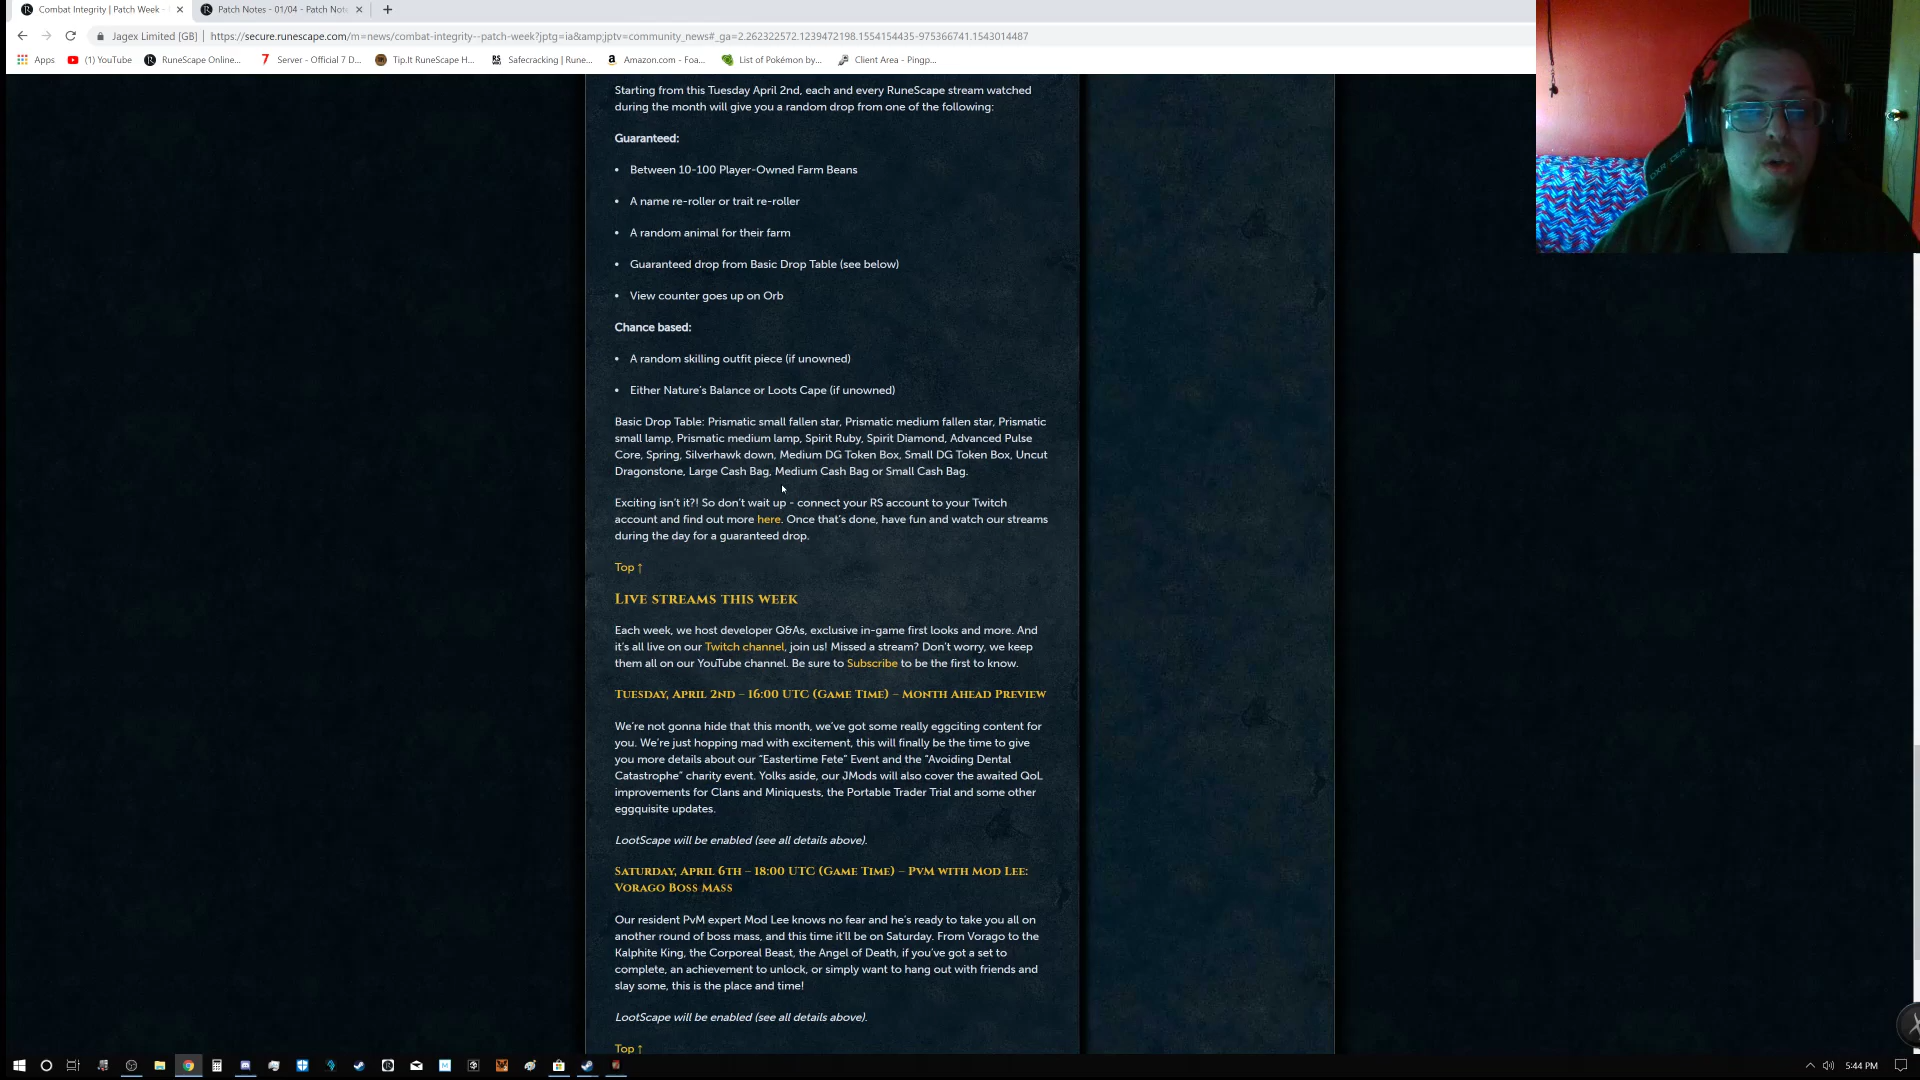 Combat Integrity | Patch Week -
Patch Notes - 01/04 - Patch Not
Jagex Limited [GB] | https://secure.runescape.com/m=news/combat-integrity--patch-week?jptg=ia&amp;jptv=community_news#_ga=2.262322572.1239472198.1554154435-975366741.1543014487
Apps
(1) YouTube
RuneScape Online...
Server - Official 7 D...
Tip.It RuneScape H...
Safecracking | Rune...
Amazon.com - Foa...
List of Pokémon by...
Client Area - Pingp...
Starting from this Tuesday April 2nd, each and every RuneScape stream watched
during the month will give you a random drop from one of the following:
Guaranteed:
• Between 10-100 Player-Owned Farm Beans
• A name re-roller or trait re-roller
• A random animal for their farm
• Guaranteed drop from Basic Drop Table (see below)
• View counter goes up on Orb
Chance based:
• A random skilling outfit piece (if unowned)
• Either Nature's Balance or Loots Cape (if unowned)
Basic Drop Table: Prismatic small fallen star, Prismatic medium fallen star, Prismatic
small lamp, Prismatic medium lamp, Spirit Ruby, Spirit Diamond, Advanced Pulse
Core, Spring, Silverhawk down, Medium DG Token Box, Small DG Token Box, Uncut
Dragonstone, Large Cash Bag, Medium Cash Bag or Small Cash Bag.
Exciting isn't it?! So don't wait up - connect your RS account to your Twitch
account and find out more here. Once that's done, have fun and watch our streams
during the day for a guaranteed drop.
Top ↑
Live streams this week
Each week, we host developer Q&As, exclusive in-game first looks and more. And
it's all live on our Twitch channel, join us! Missed a stream? Don't worry, we keep
them all on our YouTube channel. Be sure to Subscribe to be the first to know.
Tuesday, April 2nd – 16:00 UTC (Game Time) – Month Ahead Preview
We're not gonna hide that this month, we've got some really eggciting content for
you. We're just hopping mad with excitement, this will finally be the time to give
you more details about our "Eastertime Fete" Event and the "Avoiding Dental
Catastrophe" charity event. Yolks aside, our JMods will also cover the awaited QoL
improvements for Clans and Miniquests, the Portable Trader Trial and some other
eggquisite updates.
LootScape will be enabled (see all details above).
Saturday, April 6th – 18:00 UTC (Game Time) – PvM with Mod Lee:
Vorago Boss Mass
Our resident PvM expert Mod Lee knows no fear and he's ready to take you all on
another round of boss mass, and this time it'll be on Saturday. From Vorago to the
Kalphite King, the Corporeal Beast, the Angel of Death, if you've got a set to
complete, an achievement to unlock, or simply want to hang out with friends and
slay some, this is the place and time!
LootScape will be enabled (see all details above).
Top ↑
5:44 PM